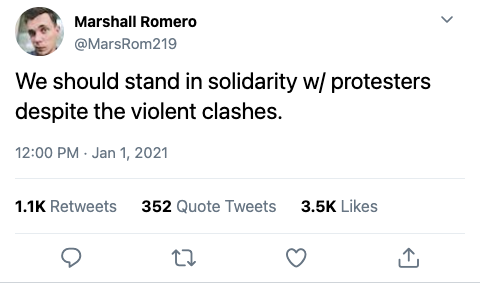 Marshall Romero
@MarsRom219
We should stand in solidarity w/ protesters
despite the violent clashes.
12:00 PM · Jan 1, 2021
1.1K Retweets 352 Quote Tweets 3.5K Likes